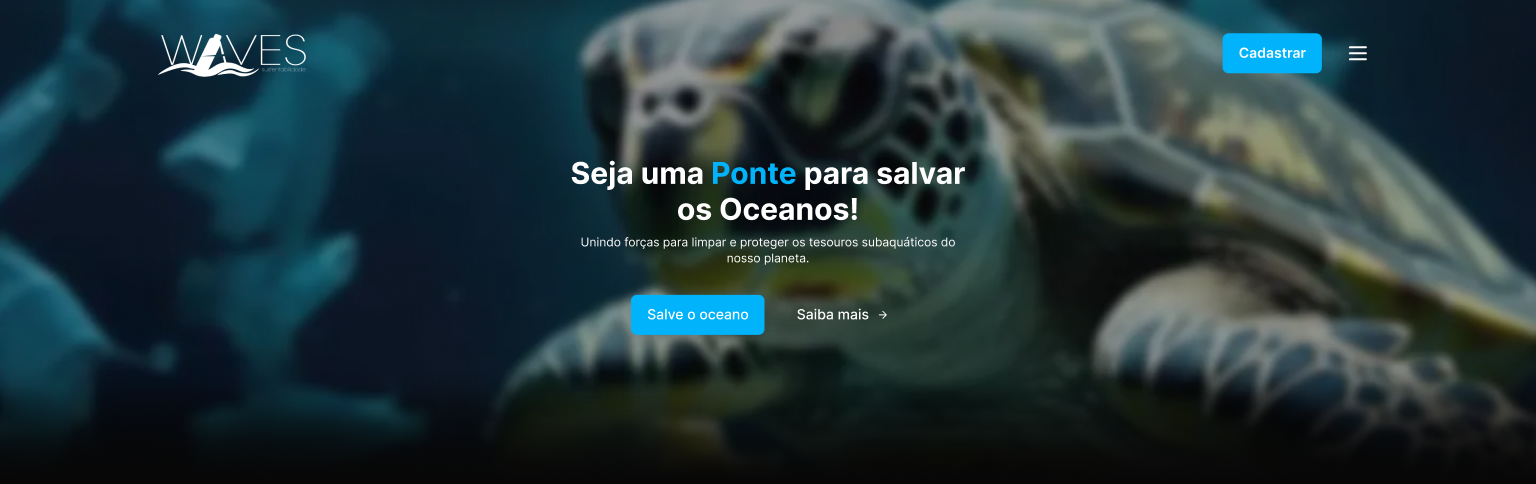 WAVES
sustentabilidade
Cadastrar
Seja uma Ponte para salvar
os Oceanos!
Unindo forças para limpar e proteger os tesouros subaquáticos do
nosso planeta.
Salve o oceano
Saiba mais →